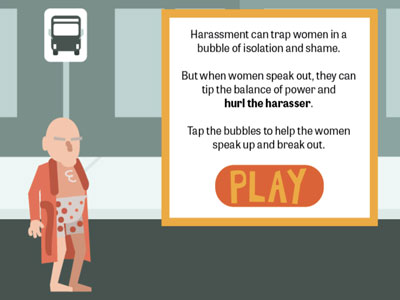 Harassment can trap women in a
bubble of isolation and shame.
But when women speak out, they can
tip the balance of power and
hurl the harasser.
Tap the bubbles to help the women
speak up and break out.
PLAY